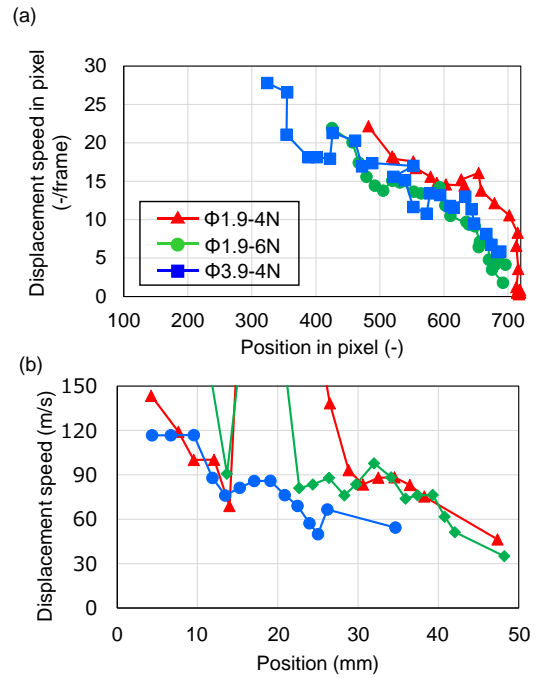 (a)
Displacement speed in pixel
(-/frame)
30
25
20
15
10
5
0
Φ1.9-4N
Φ1.9-6N
Φ3.9-4N
100 200 300 400 500 600 700
Position in pixel (-)
(b)
Displacement speed (m/s)
150
120
90
60
30
0
0 10 20 30 40 50
Position (mm)